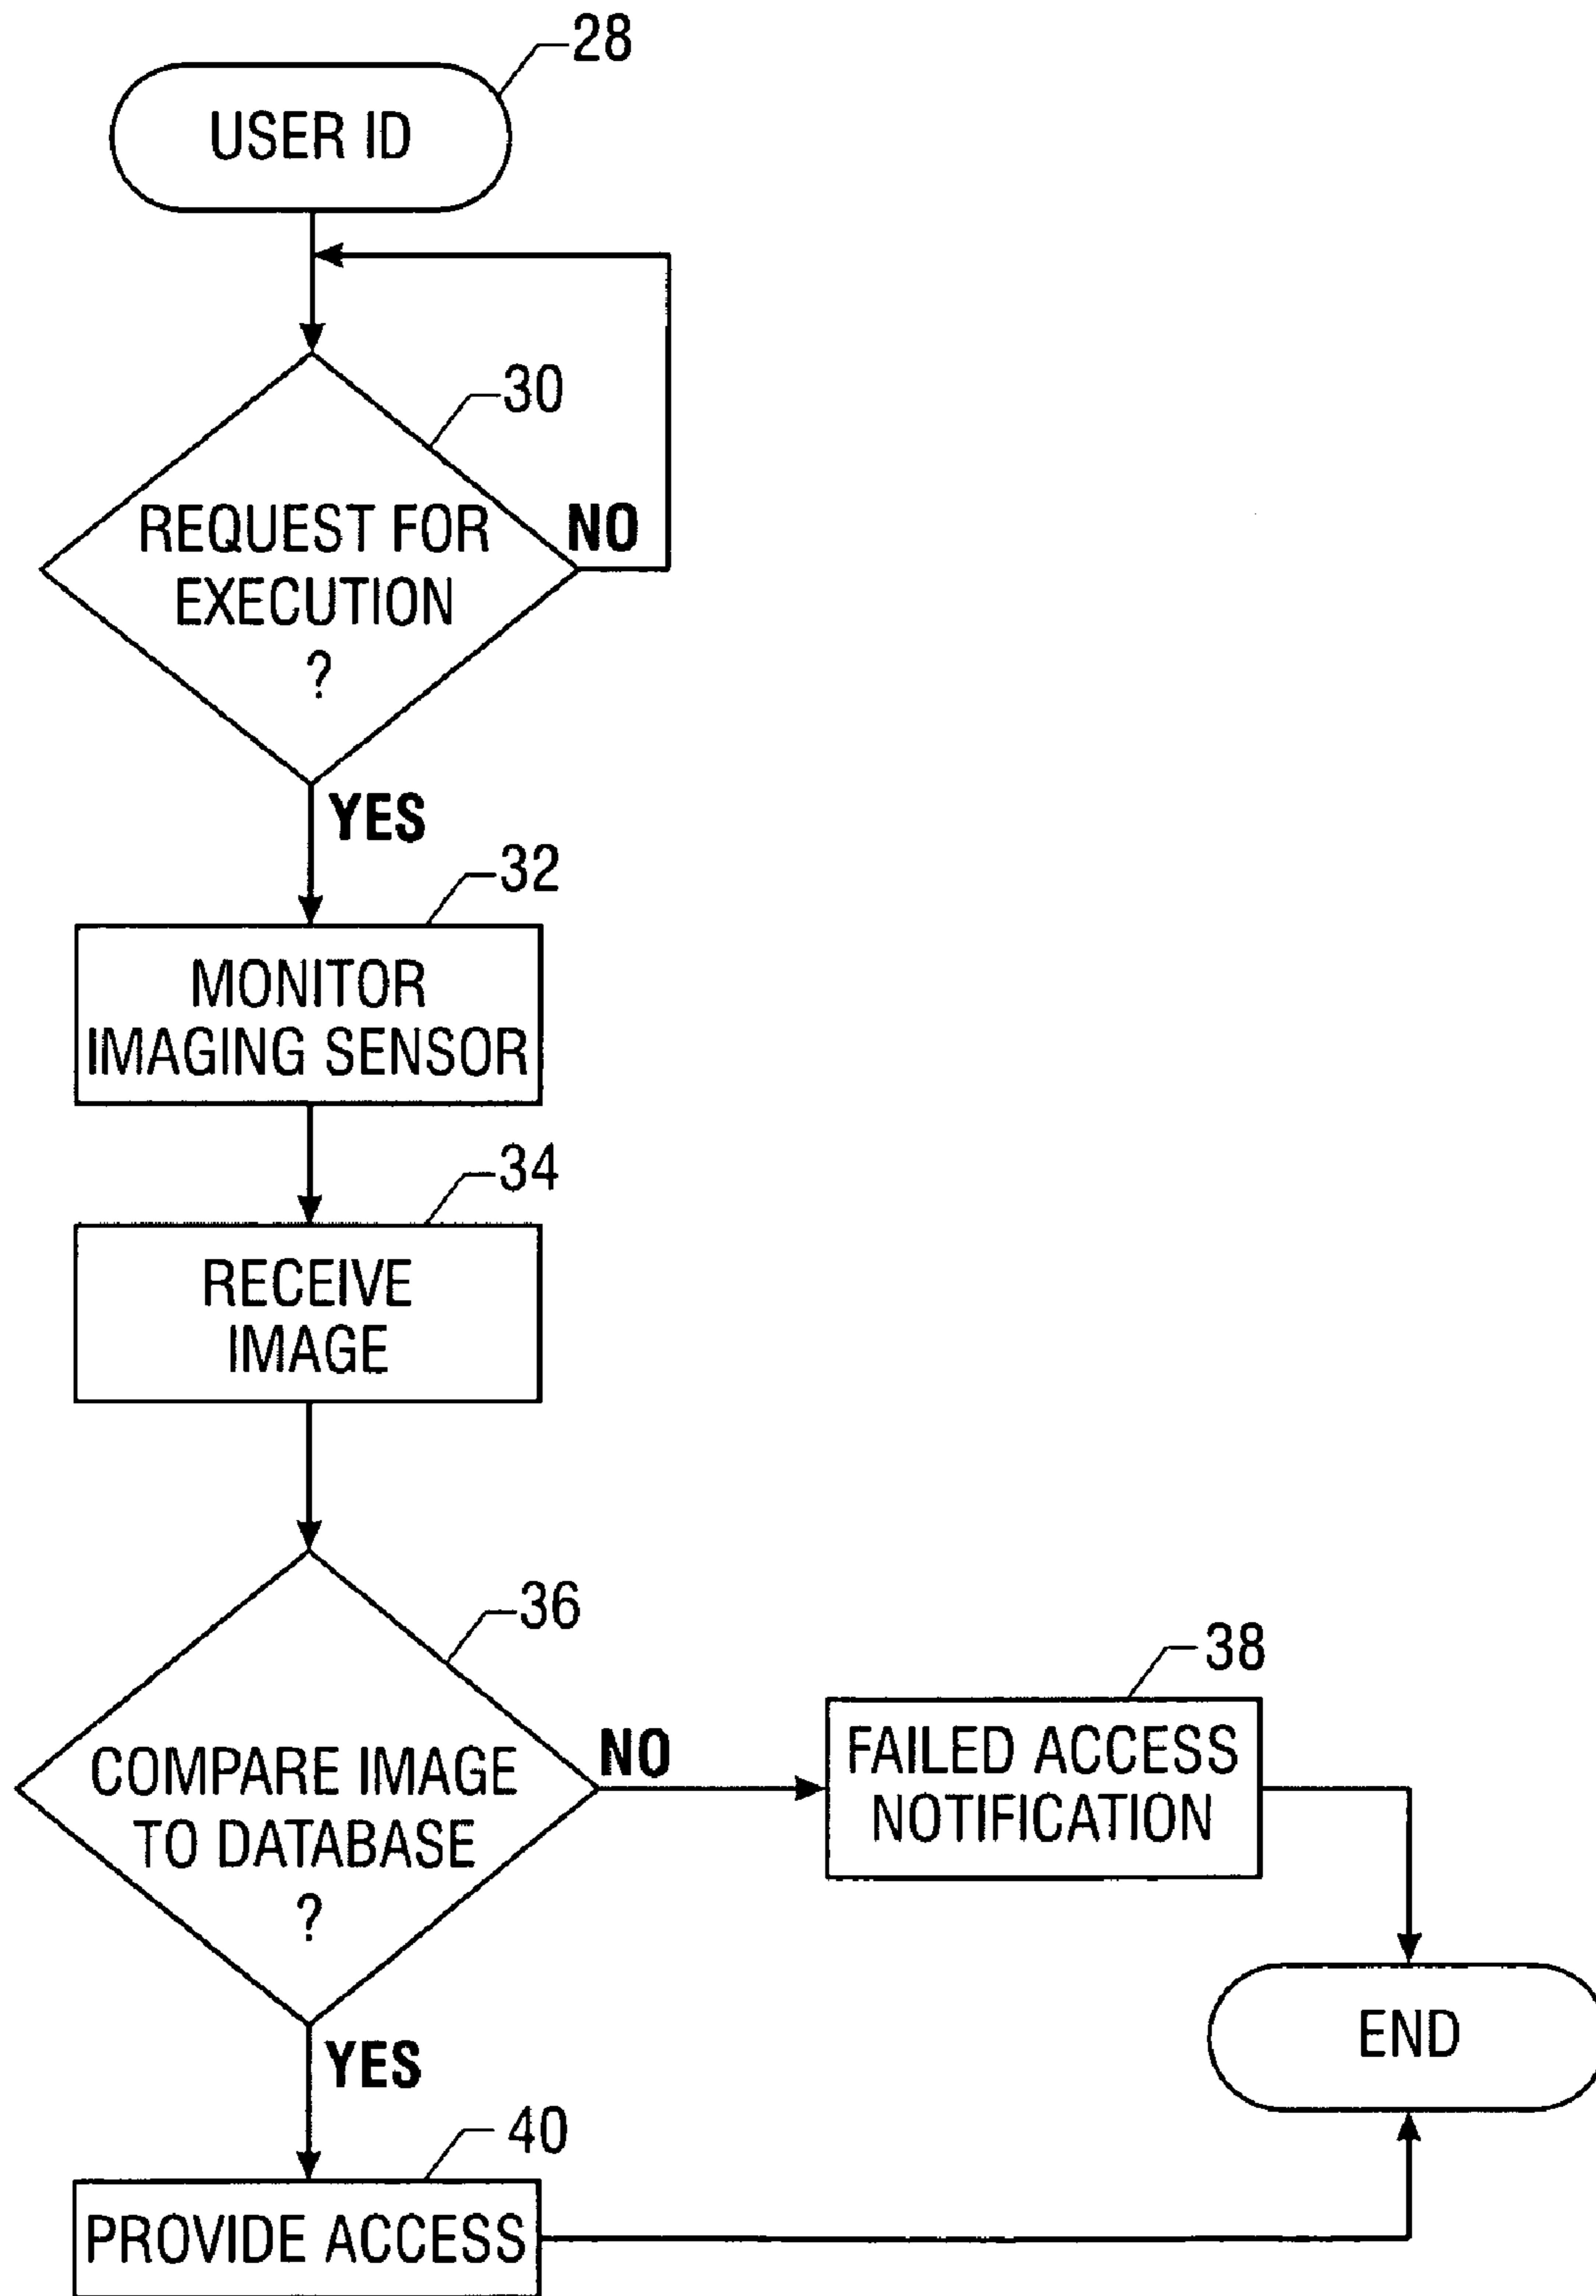 28
USER ID
30
REQUEST FOR
EXECUTION
?
NO
YES
32
MONITOR
IMAGING SENSOR
34
RECEIVE
IMAGE
36
COMPARE IMAGE
TO DATABASE
?
NO
38
FAILED ACCESS
NOTIFICATION
END
YES
40
PROVIDE ACCESS